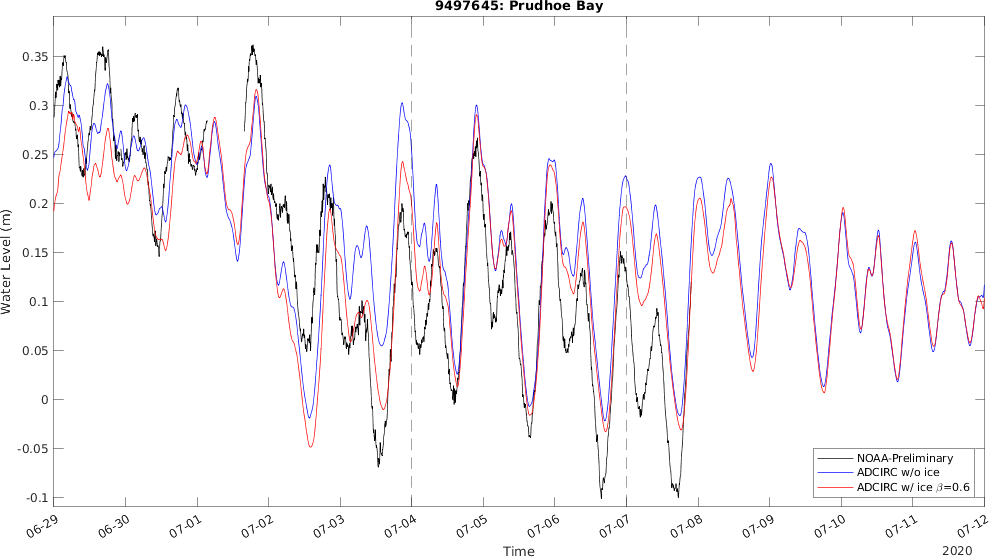 9497645: Prudhoe Bay
Water Level (m)
0.35
0.3
0.25
0.2
0.15
0.1
0.05
0
-0.05
-0.1
NOAA-Preliminary
ADCIRC w/o ice
ADCIRC w/ ice β=0.6
06-29 06-30 07-01 07-02 07-03 07-04 07-05 07-06 07-07 07-08 07-09 07-10 07-11 07-12
Time
2020